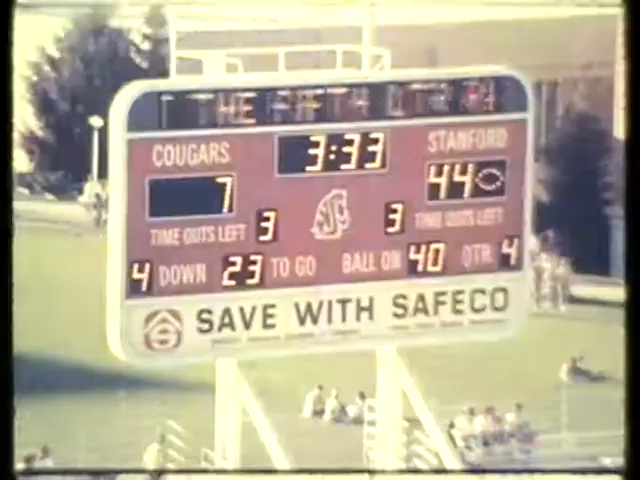 THE FIFTH QTR
COUGARS 3:33 STANFORD
7 44
TIME OUTS LEFT 3 3 TIME OUTS LEFT
4 DOWN 23 TO GO BALL ON 40 QTR. 4
SAVE WITH SAFECO